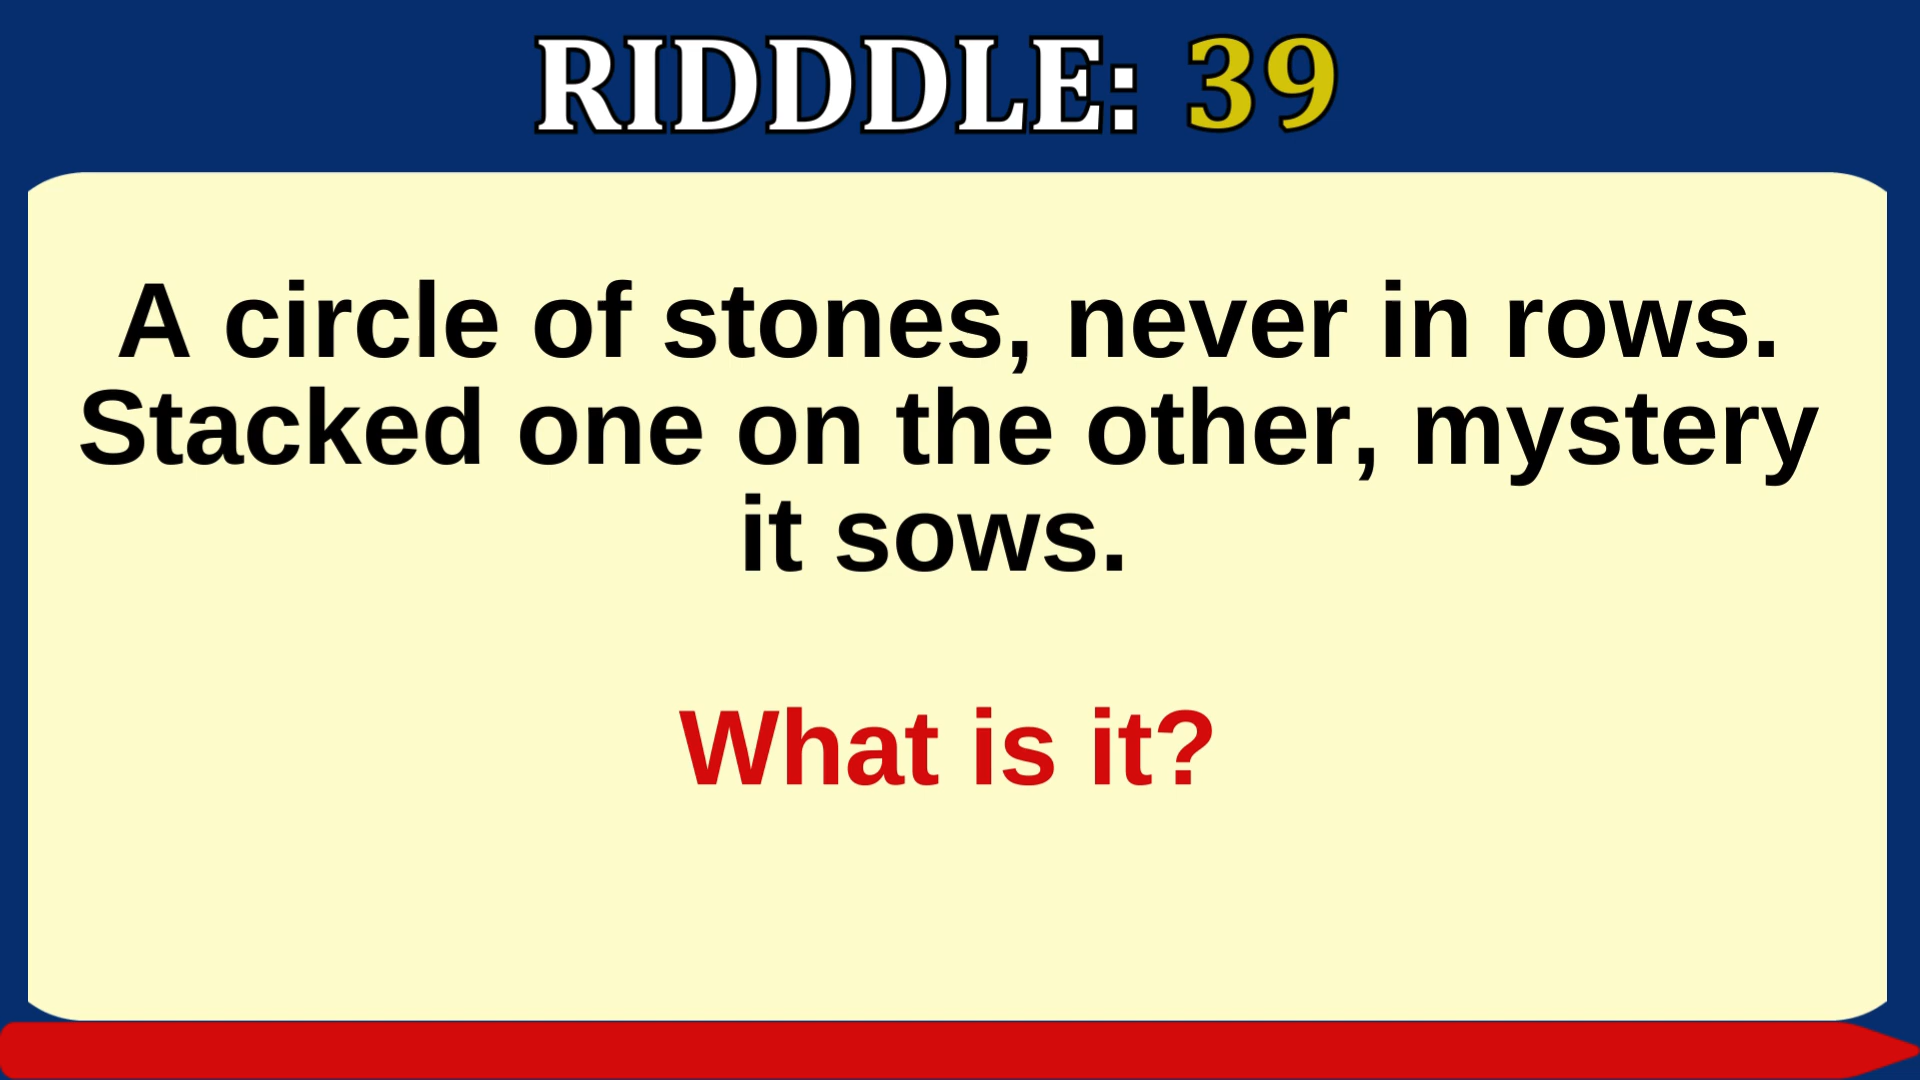 RIDDDLE: 39
A circle of stones, never in rows.
Stacked one on the other, mystery
it sows.
What is it?